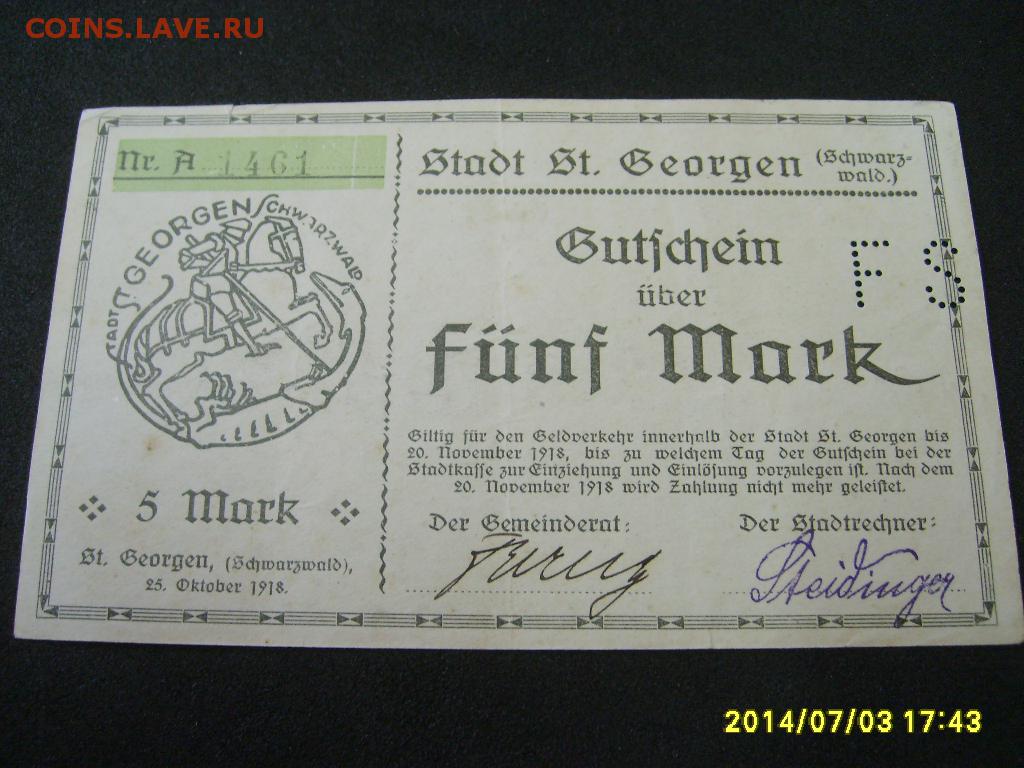 COINS.LAVE.RU
Nr. A 1461
STADT ST GEORGEN SCHWARZWALD
5 Mark
St. Georgen, (Schwarzwald),
25. Oktober 1918.
Stadt St. Georgen (Schwarz-
wald.)
Gutschein
über
Fünf Mark
F S
Giltig für den Geldverkehr innerhalb der Stadt St. Georgen bis
20. November 1918, bis zu welchem Tag der Gutschein bei der
Stadtkasse zur Einziehung und Einlösung vorzulegen ist. Nach dem
20. November 1918 wird Zahlung nicht mehr geleistet.
Der Gemeinderat: Der Stadtrechner:
Steidinger
2014/07/03 17:43